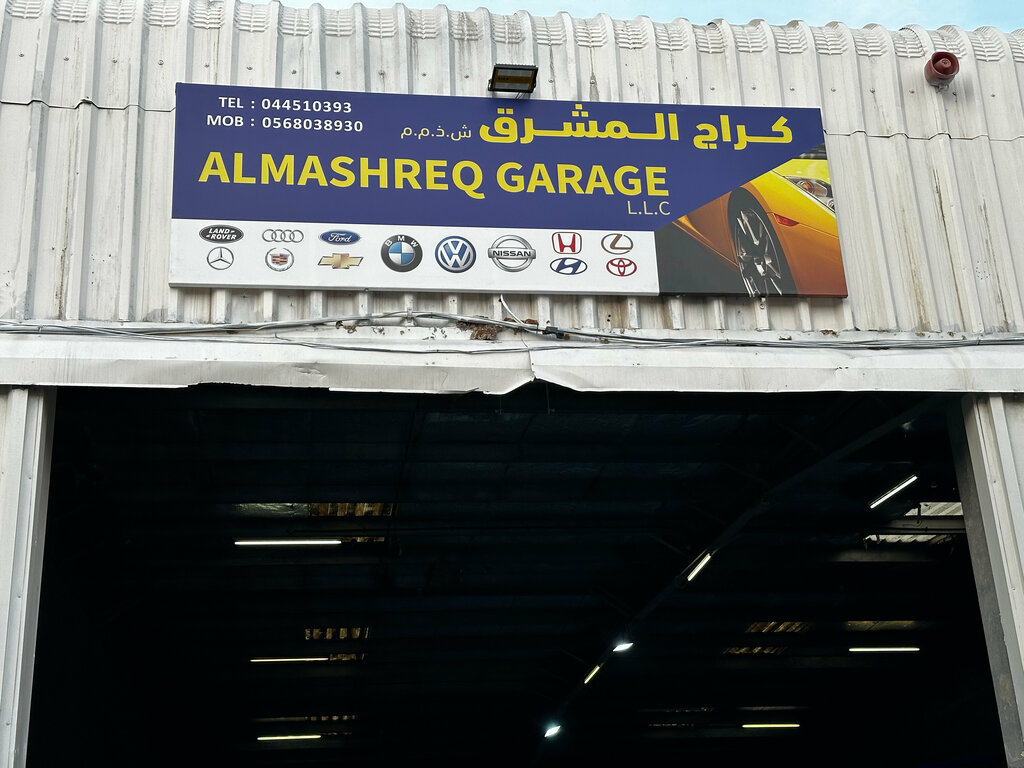 TEL : 044510393
MOB : 0568038930
كراج المشرق ش.ذ.م.م
ALMASHREQ GARAGE
L.L.C
LAND ROVER
Ford
BMW
NISSAN